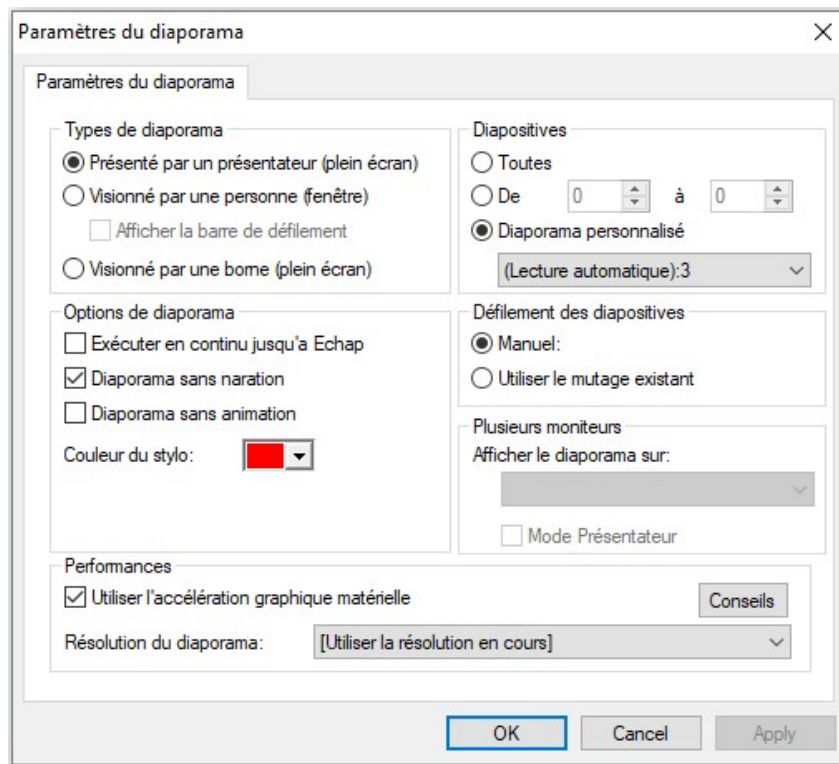 Paramètres du diaporama
Paramètres du diaporama
Types de diaporama
Présenté par un présentateur (plein écran)
Visionné par une personne (fenêtre)
Afficher la barre de défilement
Visionné par une borne (plein écran)
Diapositives
Toutes
De 0 à 0
Diaporama personnalisé
(Lecture automatique):3
Options de diaporama
Exécuter en continu jusqu'a Echap
Diaporama sans naration
Diaporama sans animation
Couleur du stylo:
Défilement des diapositives
Manuel:
Utiliser le mutage existant
Plusieurs moniteurs
Afficher le diaporama sur:
Mode Présentateur
Performances
Utiliser l'accélération graphique matérielle
Conseils
Résolution du diaporama: [Utiliser la résolution en cours]
OK Cancel Apply